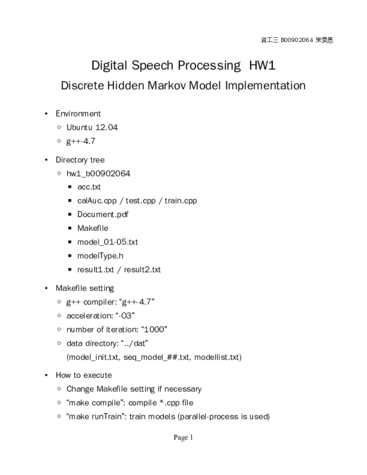 資工三 B00902064 宋昊恩
Digital Speech Processing HW1
Discrete Hidden Markov Model Implementation
• Environment
◦ Ubuntu 12.04
◦ g++-4.7
• Directory tree
◦ hw1_b00902064
▪ acc.txt
▪ calAuc.cpp / test.cpp / train.cpp
▪ Document.pdf
▪ Makefile
▪ model_01-05.txt
▪ modelType.h
▪ result1.txt / result2.txt
• Makefile setting
◦ g++ compiler: "g++-4.7"
◦ acceleration: "-O3"
◦ number of iteration: "1000"
◦ data directory: "../dat"
(model_init.txt, seq_model_##.txt, modellist.txt)
• How to execute
◦ Change Makefile setting if necessary
◦ "make compile": compile *.cpp file
◦ "make runTrain": train models (parallel-process is used)
Page 1